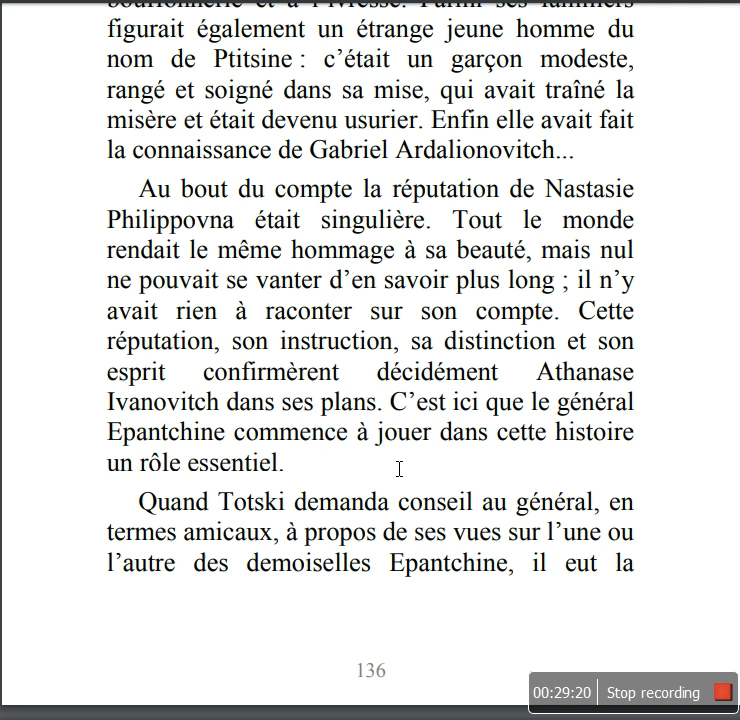 bouffonnerie et à l'ivresse. Parmi ses familiers
figurait également un étrange jeune homme du
nom de Ptitsine : c'était un garçon modeste,
rangé et soigné dans sa mise, qui avait traîné la
misère et était devenu usurier. Enfin elle avait fait
la connaissance de Gabriel Ardalionovitch...
Au bout du compte la réputation de Nastasie
Philippovna était singulière. Tout le monde
rendait le même hommage à sa beauté, mais nul
ne pouvait se vanter d'en savoir plus long ; il n'y
avait rien à raconter sur son compte. Cette
réputation, son instruction, sa distinction et son
esprit confirmèrent décidément Athanase
Ivanovitch dans ses plans. C'est ici que le général
Epantchine commence à jouer dans cette histoire
un rôle essentiel.
Quand Totski demanda conseil au général, en
termes amicaux, à propos de ses vues sur l'une ou
l'autre des demoiselles Epantchine, il eut la
136
00:29:20 Stop recording